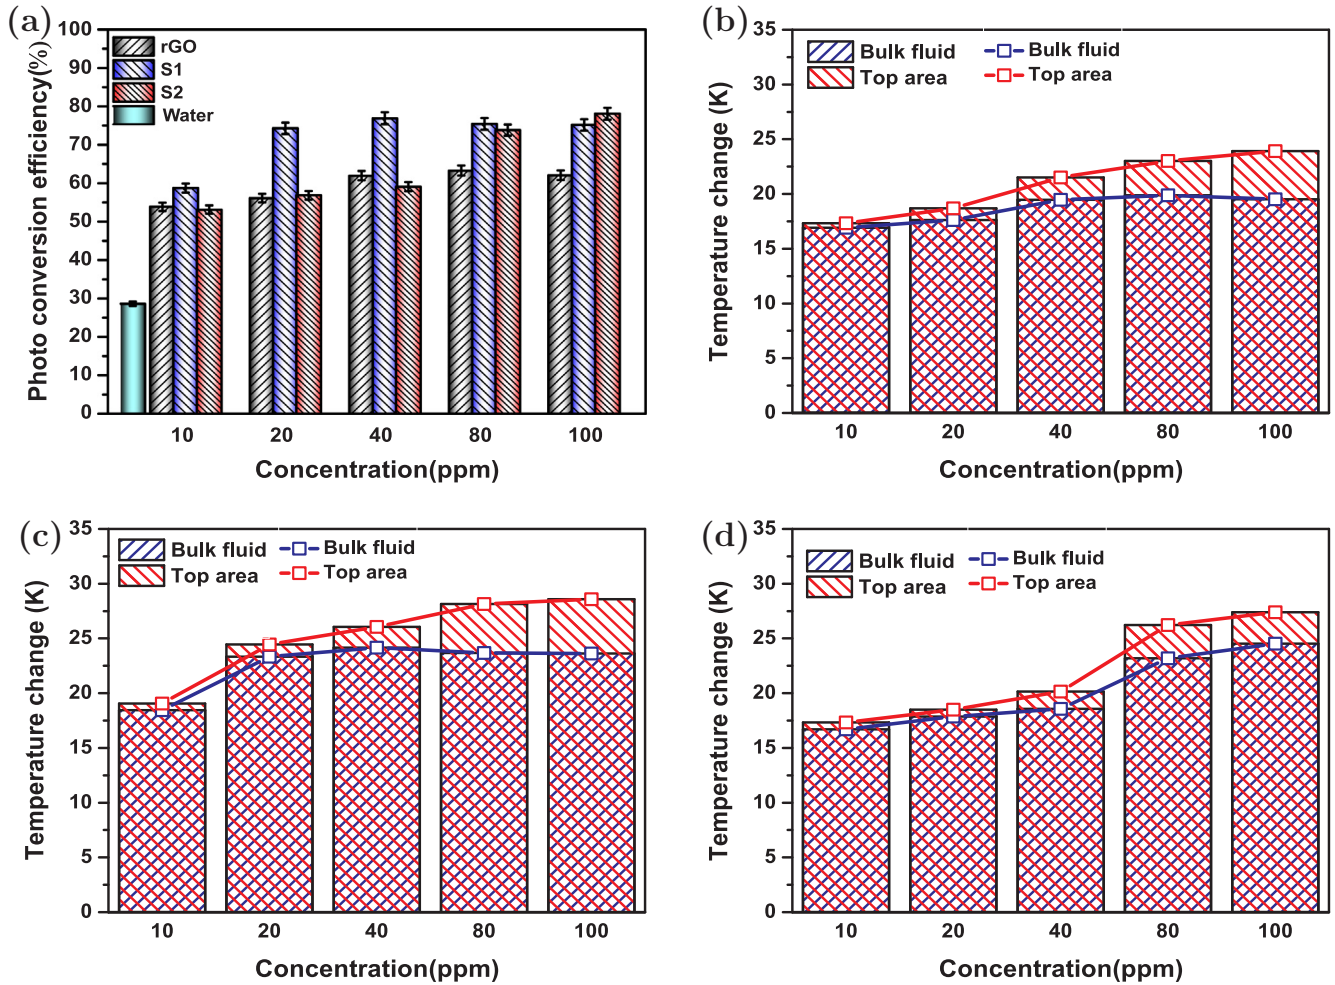 (a)
Photo conversion efficiency(%)
100
90
80
70
60
50
40
30
20
10
0
rGO
S1
S2
Water
10 20 40 80 100
Concentration(ppm)
(b)
Temperature change (K)
35
30
25
20
15
10
5
0
Bulk fluid Bulk fluid
Top area Top area
10 20 40 80 100
Concentration(ppm)
(c)
Temperature change (K)
35
30
25
20
15
10
5
0
Bulk fluid Bulk fluid
Top area Top area
10 20 40 80 100
Concentration(ppm)
(d)
Temperature change (K)
35
30
25
20
15
10
5
0
Bulk fluid Bulk fluid
Top area Top area
10 20 40 80 100
Concentration(ppm)